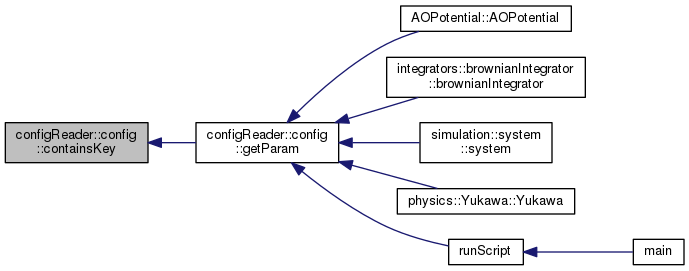 AOPotential::AOPotential
integrators::brownianIntegrator
::brownianIntegrator
configReader::config
::containsKey
configReader::config
::getParam
simulation::system
::system
physics::Yukawa::Yukawa
runScript
main